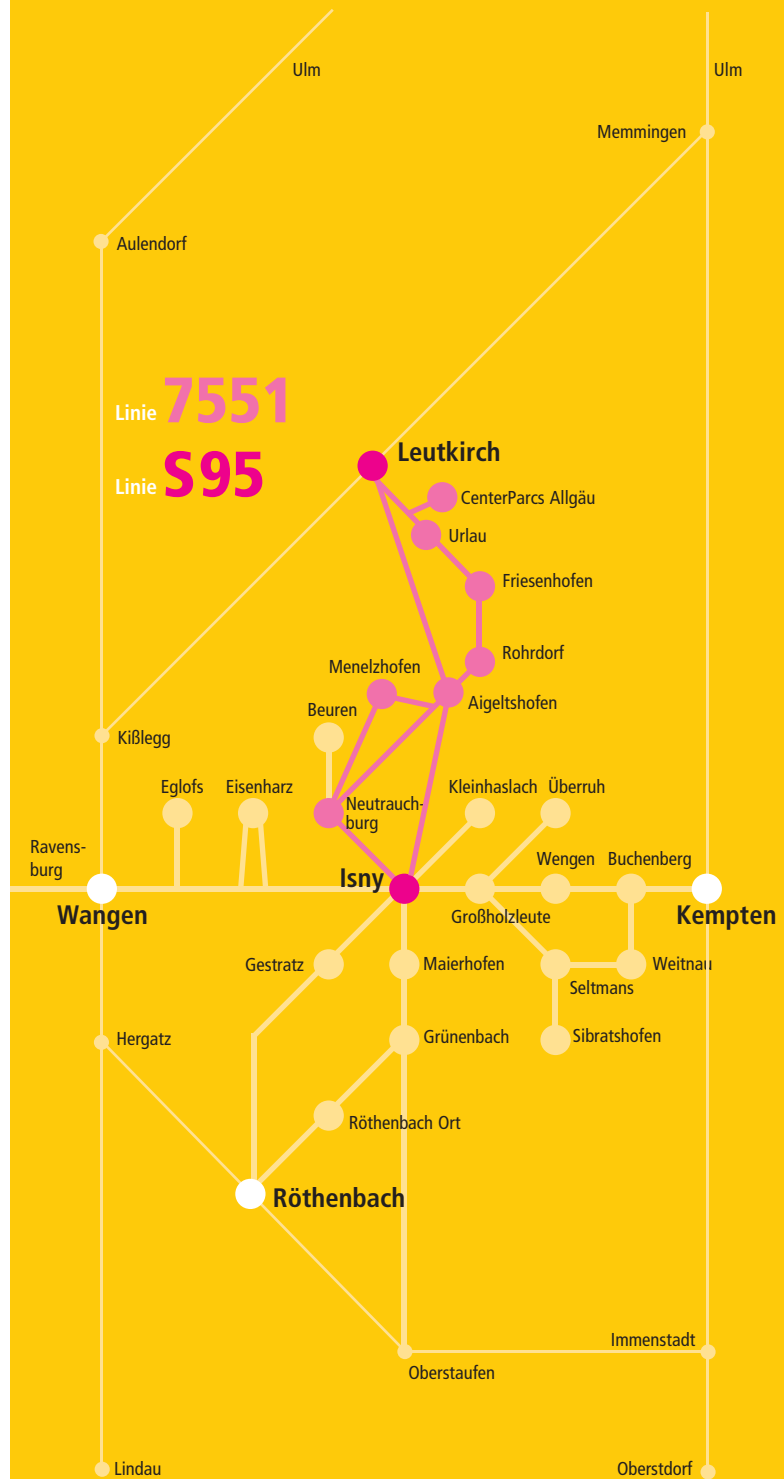 Ulm
Ulm
Memmingen
Aulendorf
Linie 7551
Linie S 95
Leutkirch
CenterParcs Allgäu
Urlau
Friesenhofen
Rohrdorf
Menelzhofen
Aigeltshofen
Beuren
Kißlegg
Eglofs
Eisenharz
Neutrauch-
burg
Kleinhaslach
Überruh
Ravens-
burg
Wengen
Buchenberg
Isny
Wangen
Großholzleute
Kempten
Gestratz
Maierhofen
Weitnau
Seltmans
Hergatz
Grünenbach
Sibratshofen
Röthenbach Ort
Röthenbach
Immenstadt
Oberstaufen
Lindau
Oberstdorf